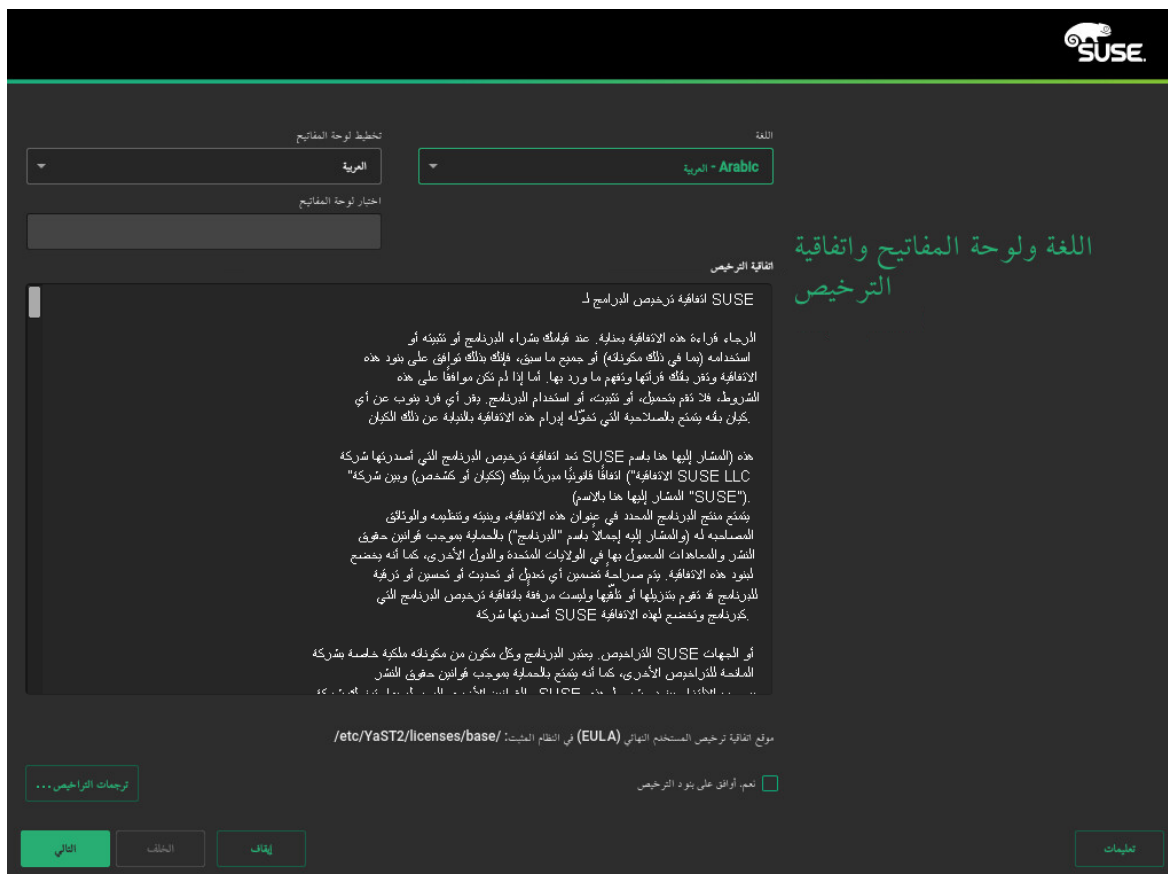 SUSE.
اللغة
Arabic - العربية
تخطيط لوحة المفاتيح
العربية
اختبار لوحة المفاتيح
اللغة ولوحة المفاتيح واتفاقية
الترخيص
اتفاقية الترخيص
SUSE اتفاقية ترخيص البرامج لـ
الرجاء قراءة هذه الاتفاقية بعناية. عند قيامك بشراء البرنامج أو تثبيته أو
استخدامه (بما في ذلك مكوناته) أو جميع ما سبق، فإنك بذلك توافق على بنود هذه
الاتفاقية وتقر بأنك قرأتها وتفهم ما ورد بها. أما إذا لم تكن موافقًا على هذه
الشروط، فلا تقم بتحميل، أو تثبيت، أو استخدام البرنامج. يقر أي فرد ينوب عن أي
.كيان بأنه يتمتع بالصلاحية التي تخوّله إبرام هذه الاتفاقية بالنيابة عن ذلك الكيان
هذه (المشار إليها هنا باسم SUSE تعد اتفاقية ترخيص البرنامج التي أصدرتها شركة
SUSE LLC الاتفاقية") اتفاقًا قانونيًا مبرمًا بينك (ككيان أو كشخص) وبين شركة"
.("SUSE" المشار إليها هنا بالاسم)
يتمتع منتج البرنامج المحدد في عنوان هذه الاتفاقية، وبنيته وتنظيمه والوثائق
المصاحبه له (والمشار إليه إجمالاً باسم "البرنامج") بالحماية بموجب قوانين حقوق
النشر والمعاهدات المعمول بها في الولايات المتحدة والدول الأخرى، كما أنه يخضع
لبنود هذه الاتفاقية. يتم صراحةً تضمين أي تعديل أو تحديث أو تحسين أو ترقية
للبرنامج قد تقوم بتنزيلها أو تلقّيها وليست مرفقةً باتفاقية ترخيص البرنامج التي
.كبرنامج وتخضع لهذه الاتفاقية SUSE أصدرتها شركة
أو الجهات SUSE التراخيص. يعتبر البرنامج وكل مكون من مكوناته ملكية خاصة بشركة
المانحة للتراخيص الأخرى، كما أنه يتمتع بالحماية بموجب قوانين حقوق النشر
موقع اتفاقية ترخيص المستخدم النهائي (EULA) في النظام المثبت: /etc/YaST2/licenses/base/
نعم، أوافق على بنود الترخيص
ترجمات التراخيص...
تعليمات
إيقاف
الخلف
التالي